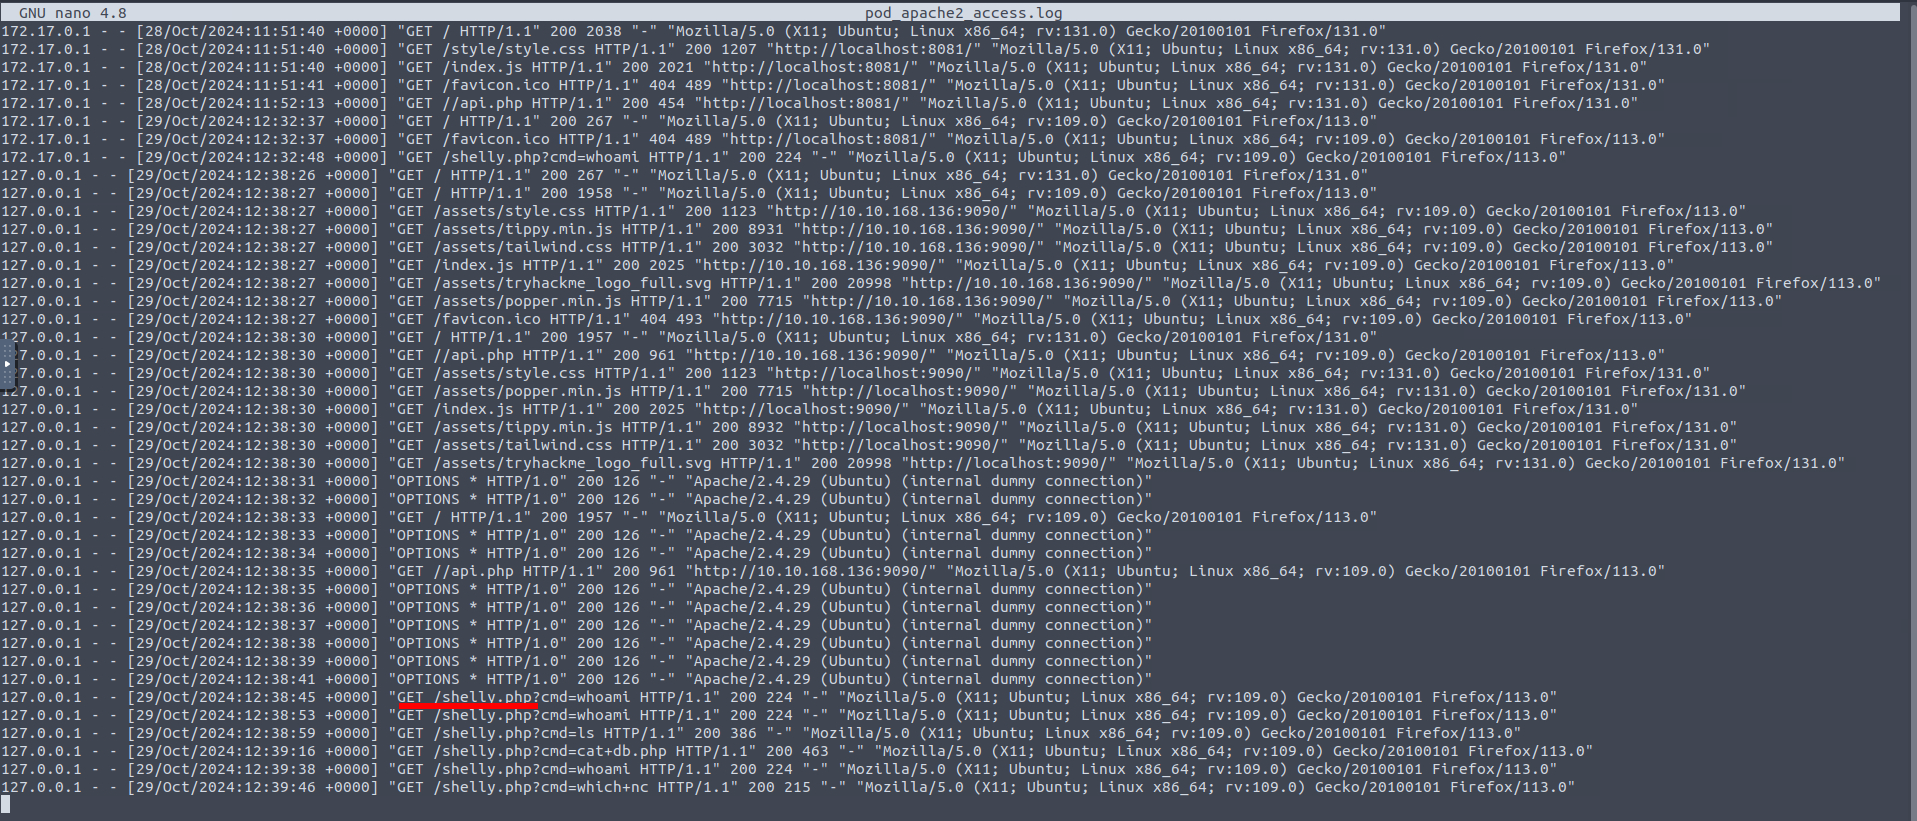 GNU nano 4.8 pod_apache2_access.log
172.17.0.1 - - [28/Oct/2024:11:51:40 +0000] "GET / HTTP/1.1" 200 2038 "-" "Mozilla/5.0 (X11; Ubuntu; Linux x86_64; rv:131.0) Gecko/20100101 Firefox/131.0"
172.17.0.1 - - [28/Oct/2024:11:51:40 +0000] "GET /style/style.css HTTP/1.1" 200 1207 "http://localhost:8081/" "Mozilla/5.0 (X11; Ubuntu; Linux x86_64; rv:131.0) Gecko/20100101 Firefox/131.0"
172.17.0.1 - - [28/Oct/2024:11:51:40 +0000] "GET /index.js HTTP/1.1" 200 2021 "http://localhost:8081/" "Mozilla/5.0 (X11; Ubuntu; Linux x86_64; rv:131.0) Gecko/20100101 Firefox/131.0"
172.17.0.1 - - [28/Oct/2024:11:51:41 +0000] "GET /favicon.ico HTTP/1.1" 404 489 "http://localhost:8081/" "Mozilla/5.0 (X11; Ubuntu; Linux x86_64; rv:131.0) Gecko/20100101 Firefox/131.0"
172.17.0.1 - - [28/Oct/2024:11:52:13 +0000] "GET //api.php HTTP/1.1" 200 454 "http://localhost:8081/" "Mozilla/5.0 (X11; Ubuntu; Linux x86_64; rv:131.0) Gecko/20100101 Firefox/131.0"
172.17.0.1 - - [29/Oct/2024:12:32:37 +0000] "GET / HTTP/1.1" 200 267 "-" "Mozilla/5.0 (X11; Ubuntu; Linux x86_64; rv:109.0) Gecko/20100101 Firefox/113.0"
172.17.0.1 - - [29/Oct/2024:12:32:37 +0000] "GET /favicon.ico HTTP/1.1" 404 489 "http://localhost:8081/" "Mozilla/5.0 (X11; Ubuntu; Linux x86_64; rv:109.0) Gecko/20100101 Firefox/113.0"
172.17.0.1 - - [29/Oct/2024:12:32:48 +0000] "GET /shelly.php?cmd=whoami HTTP/1.1" 200 224 "-" "Mozilla/5.0 (X11; Ubuntu; Linux x86_64; rv:109.0) Gecko/20100101 Firefox/113.0"
127.0.0.1 - - [29/Oct/2024:12:38:26 +0000] "GET / HTTP/1.1" 200 267 "-" "Mozilla/5.0 (X11; Ubuntu; Linux x86_64; rv:131.0) Gecko/20100101 Firefox/131.0"
127.0.0.1 - - [29/Oct/2024:12:38:27 +0000] "GET / HTTP/1.1" 200 1958 "-" "Mozilla/5.0 (X11; Ubuntu; Linux x86_64; rv:109.0) Gecko/20100101 Firefox/113.0"
127.0.0.1 - - [29/Oct/2024:12:38:27 +0000] "GET /assets/style.css HTTP/1.1" 200 1123 "http://10.10.168.136:9090/" "Mozilla/5.0 (X11; Ubuntu; Linux x86_64; rv:109.0) Gecko/20100101 Firefox/113.0"
127.0.0.1 - - [29/Oct/2024:12:38:27 +0000] "GET /assets/tippy.min.js HTTP/1.1" 200 8931 "http://10.10.168.136:9090/" "Mozilla/5.0 (X11; Ubuntu; Linux x86_64; rv:109.0) Gecko/20100101 Firefox/113.0"
127.0.0.1 - - [29/Oct/2024:12:38:27 +0000] "GET /assets/tailwind.css HTTP/1.1" 200 3032 "http://10.10.168.136:9090/" "Mozilla/5.0 (X11; Ubuntu; Linux x86_64; rv:109.0) Gecko/20100101 Firefox/113.0"
127.0.0.1 - - [29/Oct/2024:12:38:27 +0000] "GET /index.js HTTP/1.1" 200 2025 "http://10.10.168.136:9090/" "Mozilla/5.0 (X11; Ubuntu; Linux x86_64; rv:109.0) Gecko/20100101 Firefox/113.0"
127.0.0.1 - - [29/Oct/2024:12:38:27 +0000] "GET /assets/tryhackme_logo_full.svg HTTP/1.1" 200 20998 "http://10.10.168.136:9090/" "Mozilla/5.0 (X11; Ubuntu; Linux x86_64; rv:109.0) Gecko/20100101 Firefox/113.0"
127.0.0.1 - - [29/Oct/2024:12:38:27 +0000] "GET /assets/popper.min.js HTTP/1.1" 200 7715 "http://10.10.168.136:9090/" "Mozilla/5.0 (X11; Ubuntu; Linux x86_64; rv:109.0) Gecko/20100101 Firefox/113.0"
127.0.0.1 - - [29/Oct/2024:12:38:27 +0000] "GET /favicon.ico HTTP/1.1" 404 493 "http://10.10.168.136:9090/" "Mozilla/5.0 (X11; Ubuntu; Linux x86_64; rv:109.0) Gecko/20100101 Firefox/113.0"
127.0.0.1 - - [29/Oct/2024:12:38:30 +0000] "GET / HTTP/1.1" 200 1957 "-" "Mozilla/5.0 (X11; Ubuntu; Linux x86_64; rv:131.0) Gecko/20100101 Firefox/131.0"
7.0.0.1 - - [29/Oct/2024:12:38:30 +0000] "GET //api.php HTTP/1.1" 200 961 "http://10.10.168.136:9090/" "Mozilla/5.0 (X11; Ubuntu; Linux x86_64; rv:109.0) Gecko/20100101 Firefox/113.0"
7.0.0.1 - - [29/Oct/2024:12:38:30 +0000] "GET /assets/style.css HTTP/1.1" 200 1123 "http://localhost:9090/" "Mozilla/5.0 (X11; Ubuntu; Linux x86_64; rv:131.0) Gecko/20100101 Firefox/131.0"
127.0.0.1 - - [29/Oct/2024:12:38:30 +0000] "GET /assets/popper.min.js HTTP/1.1" 200 7715 "http://localhost:9090/" "Mozilla/5.0 (X11; Ubuntu; Linux x86_64; rv:131.0) Gecko/20100101 Firefox/131.0"
127.0.0.1 - - [29/Oct/2024:12:38:30 +0000] "GET /index.js HTTP/1.1" 200 2025 "http://localhost:9090/" "Mozilla/5.0 (X11; Ubuntu; Linux x86_64; rv:131.0) Gecko/20100101 Firefox/131.0"
127.0.0.1 - - [29/Oct/2024:12:38:30 +0000] "GET /assets/tippy.min.js HTTP/1.1" 200 8932 "http://localhost:9090/" "Mozilla/5.0 (X11; Ubuntu; Linux x86_64; rv:131.0) Gecko/20100101 Firefox/131.0"
127.0.0.1 - - [29/Oct/2024:12:38:30 +0000] "GET /assets/tailwind.css HTTP/1.1" 200 3032 "http://localhost:9090/" "Mozilla/5.0 (X11; Ubuntu; Linux x86_64; rv:131.0) Gecko/20100101 Firefox/131.0"
127.0.0.1 - - [29/Oct/2024:12:38:30 +0000] "GET /assets/tryhackme_logo_full.svg HTTP/1.1" 200 20998 "http://localhost:9090/" "Mozilla/5.0 (X11; Ubuntu; Linux x86_64; rv:131.0) Gecko/20100101 Firefox/131.0"
127.0.0.1 - - [29/Oct/2024:12:38:31 +0000] "OPTIONS * HTTP/1.0" 200 126 "-" "Apache/2.4.29 (Ubuntu) (internal dummy connection)"
127.0.0.1 - - [29/Oct/2024:12:38:32 +0000] "OPTIONS * HTTP/1.0" 200 126 "-" "Apache/2.4.29 (Ubuntu) (internal dummy connection)"
127.0.0.1 - - [29/Oct/2024:12:38:33 +0000] "GET / HTTP/1.1" 200 1957 "-" "Mozilla/5.0 (X11; Ubuntu; Linux x86_64; rv:109.0) Gecko/20100101 Firefox/113.0"
127.0.0.1 - - [29/Oct/2024:12:38:33 +0000] "OPTIONS * HTTP/1.0" 200 126 "-" "Apache/2.4.29 (Ubuntu) (internal dummy connection)"
127.0.0.1 - - [29/Oct/2024:12:38:34 +0000] "OPTIONS * HTTP/1.0" 200 126 "-" "Apache/2.4.29 (Ubuntu) (internal dummy connection)"
127.0.0.1 - - [29/Oct/2024:12:38:35 +0000] "GET //api.php HTTP/1.1" 200 961 "http://10.10.168.136:9090/" "Mozilla/5.0 (X11; Ubuntu; Linux x86_64; rv:109.0) Gecko/20100101 Firefox/113.0"
127.0.0.1 - - [29/Oct/2024:12:38:35 +0000] "OPTIONS * HTTP/1.0" 200 126 "-" "Apache/2.4.29 (Ubuntu) (internal dummy connection)"
127.0.0.1 - - [29/Oct/2024:12:38:36 +0000] "OPTIONS * HTTP/1.0" 200 126 "-" "Apache/2.4.29 (Ubuntu) (internal dummy connection)"
127.0.0.1 - - [29/Oct/2024:12:38:37 +0000] "OPTIONS * HTTP/1.0" 200 126 "-" "Apache/2.4.29 (Ubuntu) (internal dummy connection)"
127.0.0.1 - - [29/Oct/2024:12:38:38 +0000] "OPTIONS * HTTP/1.0" 200 126 "-" "Apache/2.4.29 (Ubuntu) (internal dummy connection)"
127.0.0.1 - - [29/Oct/2024:12:38:39 +0000] "OPTIONS * HTTP/1.0" 200 126 "-" "Apache/2.4.29 (Ubuntu) (internal dummy connection)"
127.0.0.1 - - [29/Oct/2024:12:38:41 +0000] "OPTIONS * HTTP/1.0" 200 126 "-" "Apache/2.4.29 (Ubuntu) (internal dummy connection)"
127.0.0.1 - - [29/Oct/2024:12:38:45 +0000] "GET /shelly.php?cmd=whoami HTTP/1.1" 200 224 "-" "Mozilla/5.0 (X11; Ubuntu; Linux x86_64; rv:109.0) Gecko/20100101 Firefox/113.0"
127.0.0.1 - - [29/Oct/2024:12:38:53 +0000] "GET /shelly.php?cmd=whoami HTTP/1.1" 200 224 "-" "Mozilla/5.0 (X11; Ubuntu; Linux x86_64; rv:109.0) Gecko/20100101 Firefox/113.0"
127.0.0.1 - - [29/Oct/2024:12:38:59 +0000] "GET /shelly.php?cmd=ls HTTP/1.1" 200 386 "-" "Mozilla/5.0 (X11; Ubuntu; Linux x86_64; rv:109.0) Gecko/20100101 Firefox/113.0"
127.0.0.1 - - [29/Oct/2024:12:39:16 +0000] "GET /shelly.php?cmd=cat+db.php HTTP/1.1" 200 463 "-" "Mozilla/5.0 (X11; Ubuntu; Linux x86_64; rv:109.0) Gecko/20100101 Firefox/113.0"
127.0.0.1 - - [29/Oct/2024:12:39:38 +0000] "GET /shelly.php?cmd=whoami HTTP/1.1" 200 224 "-" "Mozilla/5.0 (X11; Ubuntu; Linux x86_64; rv:109.0) Gecko/20100101 Firefox/113.0"
127.0.0.1 - - [29/Oct/2024:12:39:46 +0000] "GET /shelly.php?cmd=which+nc HTTP/1.1" 200 215 "-" "Mozilla/5.0 (X11; Ubuntu; Linux x86_64; rv:109.0) Gecko/20100101 Firefox/113.0"